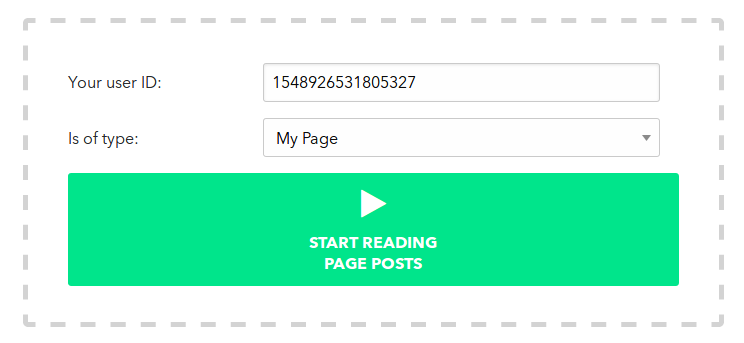 Your user ID: 1548926531805327
Is of type: My Page
START READING
PAGE POSTS